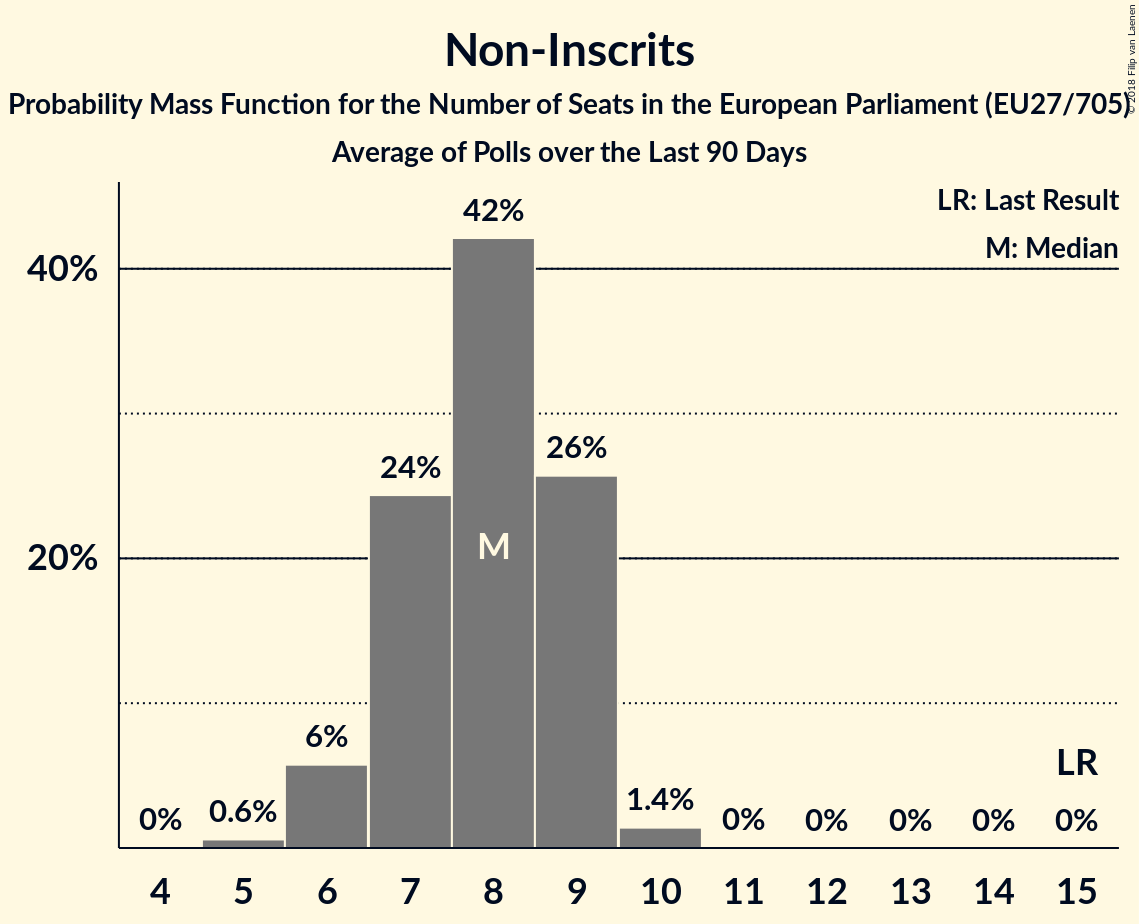 Non-Inscrits
Probability Mass Function for the Number of Seats in the European Parliament (EU27/705)
Average of Polls over the Last 90 Days
© 2018 Filip van Laenen
LR: Last Result
M: Median
42%
40%
26%
24%
M
20%
6%
LR
0% 0.6% 1.4% 0% 0% 0% 0% 0%
4 5 6 7 8 9 10 11 12 13 14 15